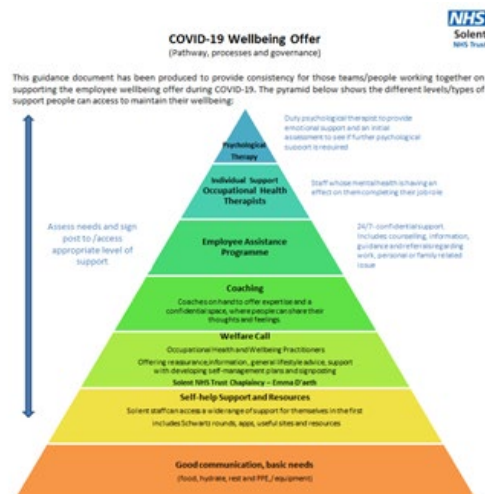 NHS
Solent
NHS Trust
COVID-19 Wellbeing Offer
(Pathway, processes and governance)
This guidance document has been produced to provide consistency for those teams/people working together on
supporting the employee wellbeing offer during COVID-19. The pyramid below shows the different levels/types of
support people can access to maintain their wellbeing:
Psychological
Therapy
Duty psychological therapist to provide
emotional support and an initial
assessment to see if further psychological
support is required
Individual Support
Occupational Health
Therapists
Staff whose mental health is having an
effect on them completing their job role
Assess needs and sign
post to /access
appropriate level of
support
Employee Assistance
Programme
24/7- confidential support.
Includes: counselling, information,
guidance and referrals regarding
work, personal or family related
issue
Coaching
Coaches on hand to offer expertise and a
confidential space, where people can share their
thoughts and feelings.
Welfare Call
Occupational Health and Wellbeing Practitioners
Offering reassurance, information, general lifestyle advice, support
with developing self-management plans and signposting
Solent NHS Trust Chaplaincy – Emma D'aeth
Self-help Support and Resources
Solent staff can access a wide range of support for themselves in the first
includes Schwartz rounds, apps, useful sites and resources
Good communication, basic needs
(food, hydrate, rest and PPE,/ equipment)